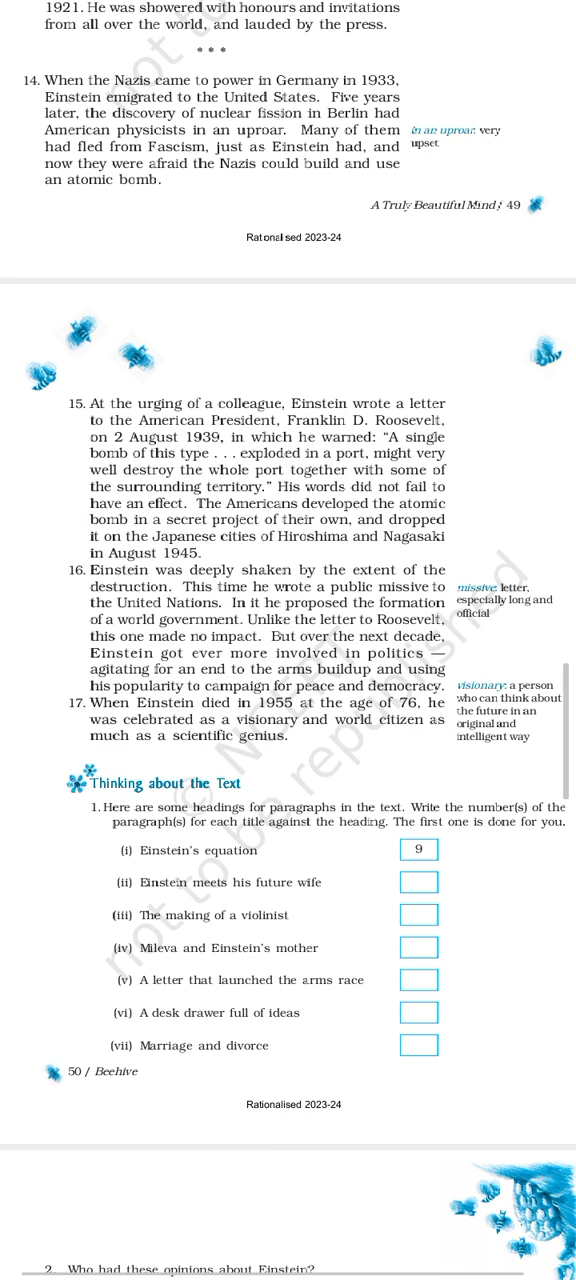 1921. He was showered with honours and invitations
from all over the world, and lauded by the press.
* * *
14. When the Nazis came to power in Germany in 1933,
Einstein emigrated to the United States. Five years
later, the discovery of nuclear fission in Berlin had
American physicists in an uproar. Many of them
had fled from Fascism, just as Einstein had, and
now they were afraid the Nazis could build and use
an atomic bomb.
in an uproar: very
upset
A Truly Beautiful Mind / 49
Rationalised 2023-24
15. At the urging of a colleague, Einstein wrote a letter
to the American President, Franklin D. Roosevelt,
on 2 August 1939, in which he warned: “A single
bomb of this type . . . exploded in a port, might very
well destroy the whole port together with some of
the surrounding territory.” His words did not fail to
have an effect. The Americans developed the atomic
bomb in a secret project of their own, and dropped
it on the Japanese cities of Hiroshima and Nagasaki
in August 1945.
16. Einstein was deeply shaken by the extent of the
destruction. This time he wrote a public missive to
the United Nations. In it he proposed the formation
of a world government. Unlike the letter to Roosevelt,
this one made no impact. But over the next decade,
Einstein got ever more involved in politics —
agitating for an end to the arms buildup and using
his popularity to campaign for peace and democracy.
missive: letter,
especially long and
official
17. When Einstein died in 1955 at the age of 76, he
was celebrated as a visionary and world citizen as
much as a scientific genius.
visionary: a person
who can think about
the future in an
original and
intelligent way
© NCERT
not to be republished
Thinking about the Text
1. Here are some headings for paragraphs in the text. Write the number(s) of the
paragraph(s) for each title against the heading. The first one is done for you.
(i) Einstein’s equation 9
(ii) Einstein meets his future wife
(iii) The making of a violinist
(iv) Mileva and Einstein’s mother
(v) A letter that launched the arms race
(vi) A desk drawer full of ideas
(vii) Marriage and divorce
50 / Beehive
Rationalised 2023-24
2. Who had these opinions about Einstein?